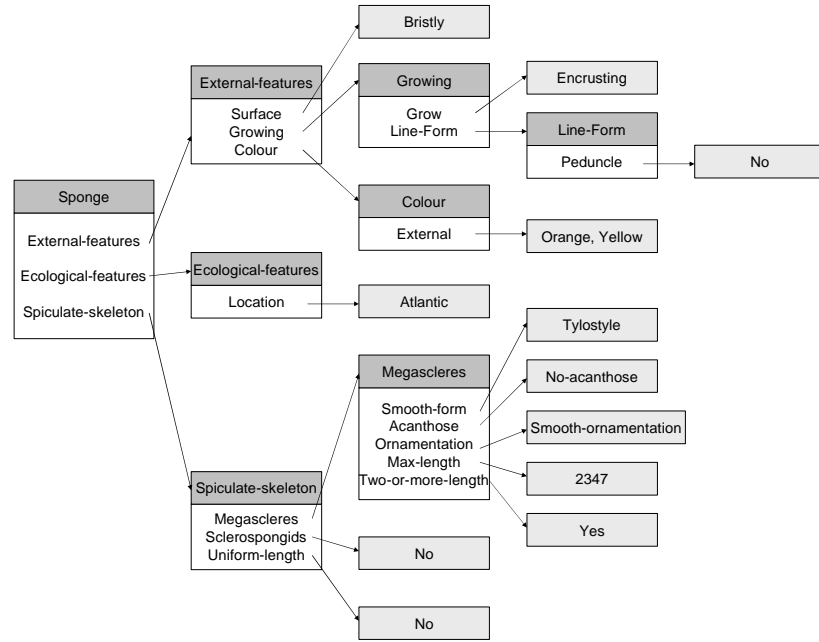 Bristly
External-features
Surface
Growing
Colour
Growing
Grow
Line-Form
Encrusting
Line-Form
Peduncle
No
Sponge
External-features
Ecological-features
Spiculate-skeleton
Colour
External
Orange, Yellow
Ecological-features
Location
Atlantic
Megascleres
Smooth-form
Acanthose
Ornamentation
Max-length
Two-or-more-length
Tylostyle
No-acanthose
Smooth-ornamentation
2347
Yes
Spiculate-skeleton
Megascleres
Sclerospongids
Uniform-length
No
No